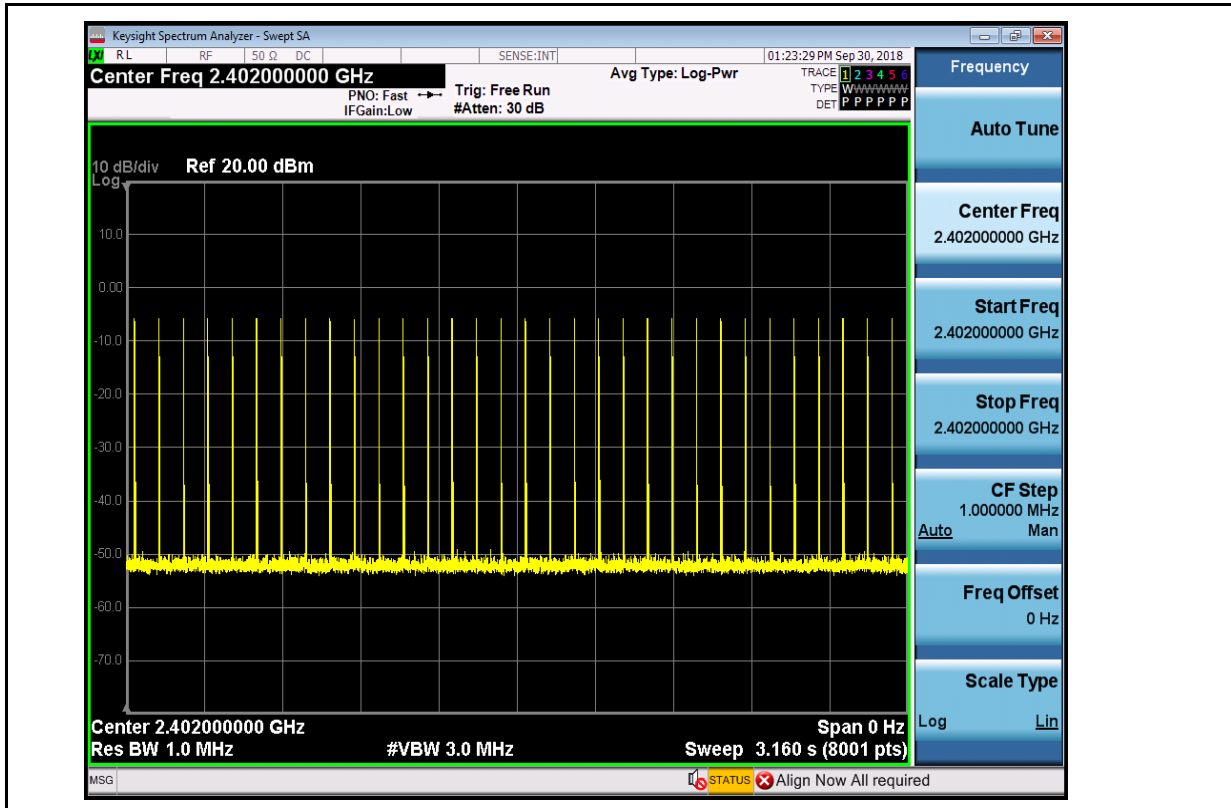 Keysight Spectrum Analyzer - Swept SA
LXI RL RF 50 Ω DC SENSE:INT 01:23:29 PM Sep 30, 2018
Center Freq 2.402000000 GHz
PNO: Fast
IFGain:Low
Trig: Free Run
#Atten: 30 dB
Avg Type: Log-Pwr
TRACE 1 2 3 4 5 6
TYPE WWWWWW
DET P P P P P P
10 dB/div Ref 20.00 dBm
Log
10.0
0.00
-10.0
-20.0
-30.0
-40.0
-50.0
-60.0
-70.0
Center 2.402000000 GHz Span 0 Hz
Res BW 1.0 MHz #VBW 3.0 MHz Sweep 3.160 s (8001 pts)
MSG STATUS Align Now All required
Frequency
Auto Tune
Center Freq
2.402000000 GHz
Start Freq
2.402000000 GHz
Stop Freq
2.402000000 GHz
CF Step
1.000000 MHz
Auto Man
Freq Offset
0 Hz
Scale Type
Log Lin